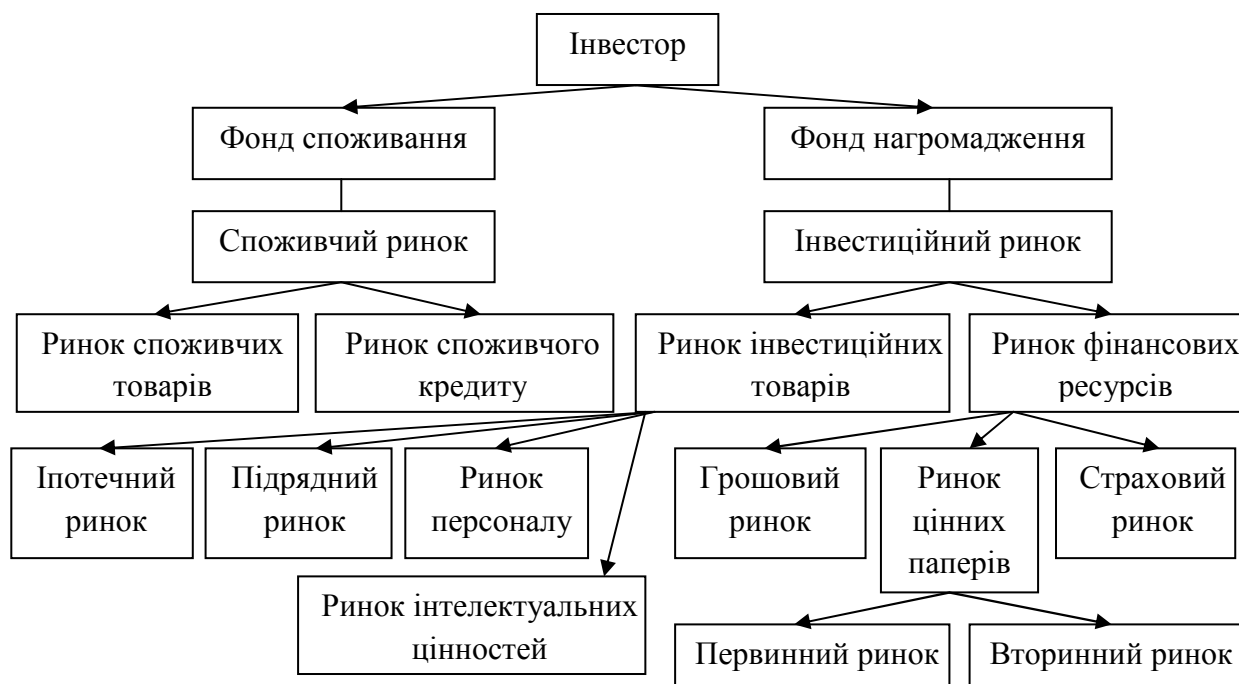 Інвестор
Фонд споживання
Фонд нагромадження
Споживчий ринок
Інвестиційний ринок
Ринок споживчих
товарів
Ринок споживчого
кредиту
Ринок інвестиційних
товарів
Ринок фінансових
ресурсів
Іпотечний
ринок
Підрядний
ринок
Ринок
персоналу
Грошовий
ринок
Ринок
цінних
паперів
Страховий
ринок
Ринок інтелектуальних
цінностей
Первинний ринок
Вторинний ринок